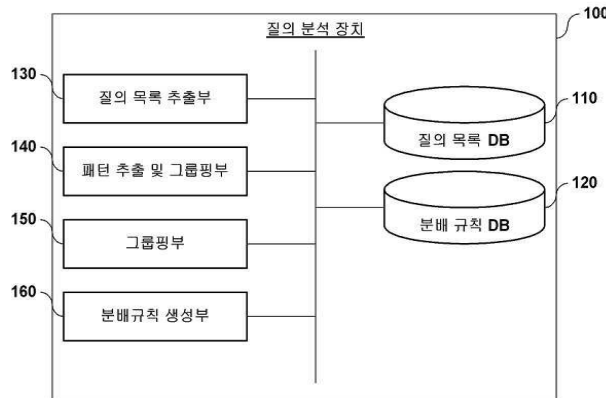 질의 분석 장치
100
130
질의 목록 추출부
110
질의 목록 DB
140
패턴 추출 및 그룹핑부
120
분배 규칙 DB
150
그룹핑부
160
분배규칙 생성부